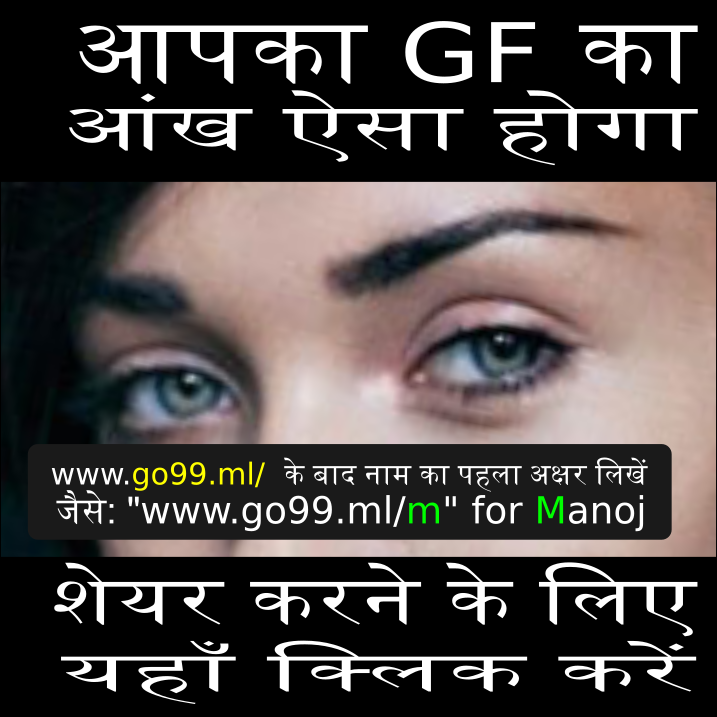 आपका GF का
आंख ऐसा होगा
www.go99.ml/ के बाद नाम का पहला अक्षर लिखें
जैसे: "www.go99.ml/m" for Manoj
शेयर करने के लिए
यहाँ क्लिक करें